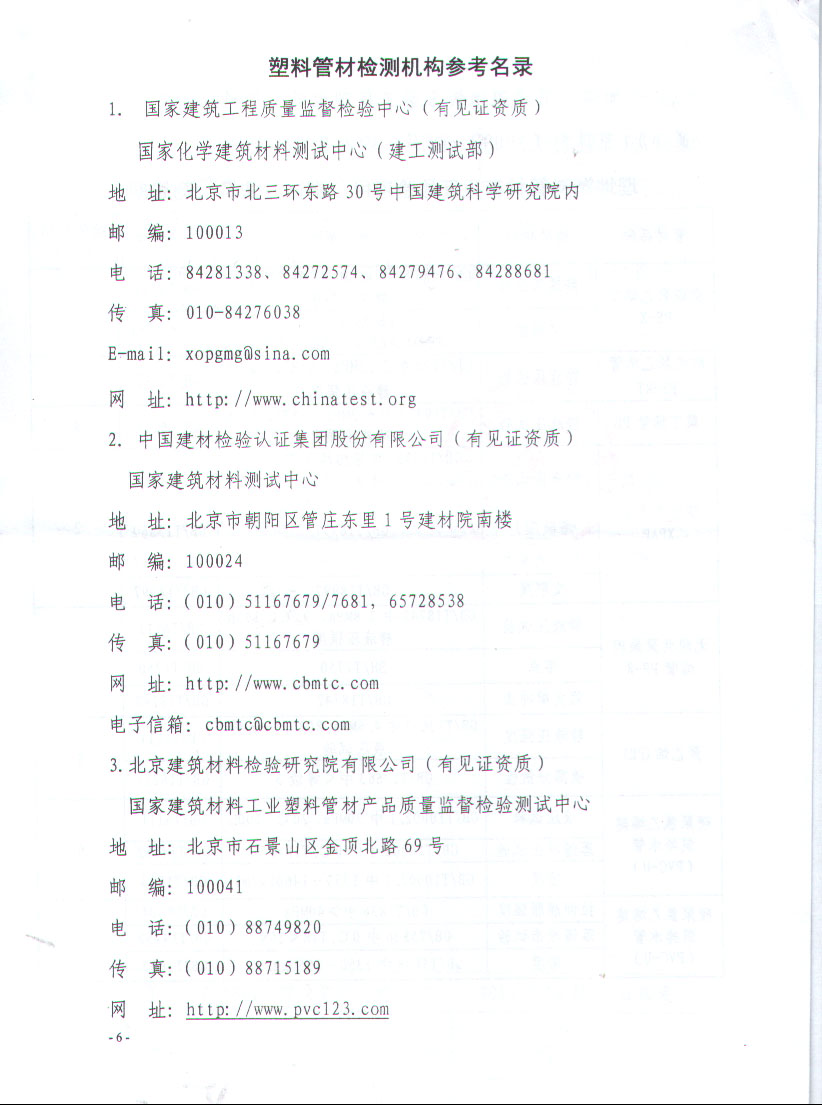 塑料管材检测机构参考名录
1. 国家建筑工程质量监督检验中心（有见证资质）
国家化学建筑材料测试中心（建工测试部）
地 址：北京市北三环东路 30 号中国建筑科学研究院内
邮 编：100013
电 话：84281338、84272574、84279476、84288681
传 真：010-84276038
E-mail：xopgmg@sina.com
网 址：http://www.chinatest.org
2. 中国建材检验认证集团股份有限公司（有见证资质）
国家建筑材料测试中心
地 址：北京市朝阳区管庄东里 1 号建材院南楼
邮 编：100024
电 话：（010）51167679/7681，65728538
传 真：（010）51167679
网 址：http://www.cbmtc.com
电子信箱：cbmtc@cbmtc.com
3.北京建筑材料检验研究院有限公司（有见证资质）
国家建筑材料工业塑料管材产品质量监督检验测试中心
地 址：北京市石景山区金顶北路 69 号
邮 编：100041
电 话：（010）88749820
传 真：（010）88715189
网 址：http://www.pvc123.com
-6-